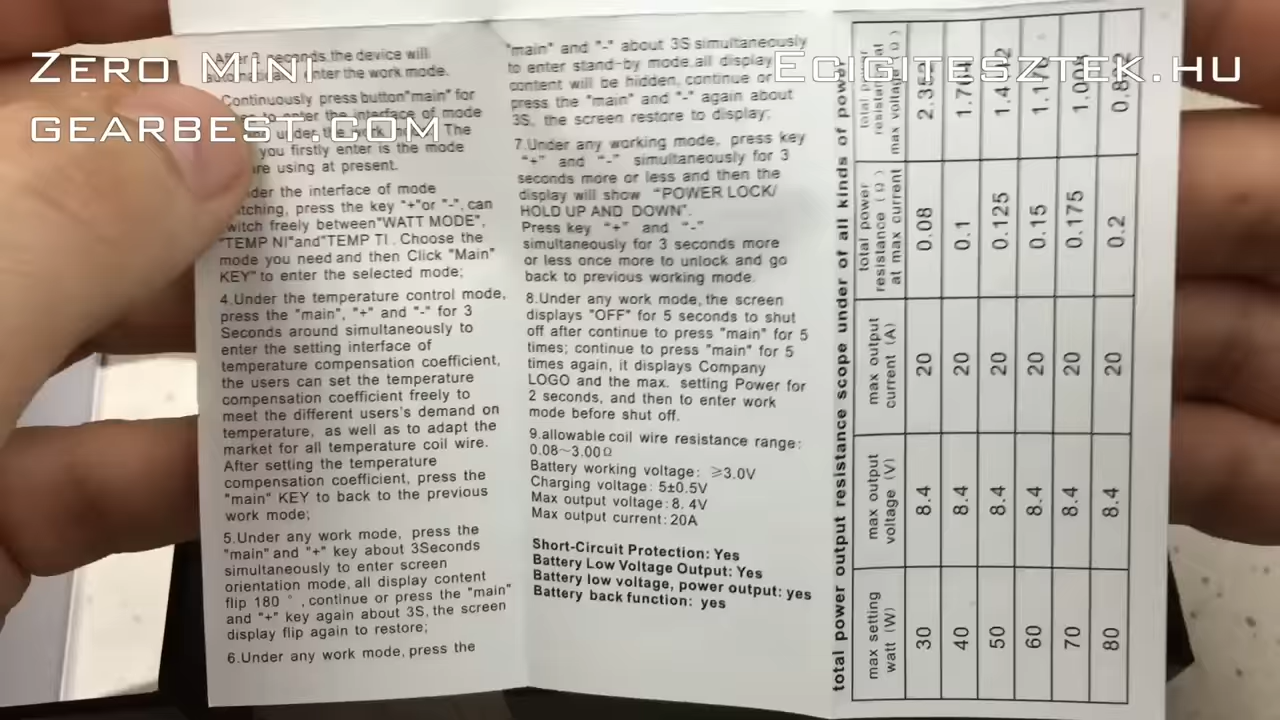 ZERO MINI
GEARBEST.COM
ECIGITESZTEK.HU
seconds the device will
enter the work mode.
Continuously press button"main" for
enter the interface of mode
under the work The
you firstly enter is the mode
using at present.
the interface of mode
press the key "+"or "-", can
freely between"WATT MODE",
"TEMP NI"and"TEMP TI . Choose the
mode you need and then Click "Main"
KEY" to enter the selected mode;
4.Under the temperature control mode,
press the "main", "+" and "-" for 3
Seconds around simultaneously to
enter the setting interface of
temperature compensation coefficient,
the users can set the temperature
compensation coefficient freely to
meet the different users's demand on
temperature, as well as to adapt the
market for all temperature coil wire.
After setting the temperature
compensation coefficient, press the
"main" KEY to back to the previous
work mode;
5.Under any work mode, press the
"main" and "+" key about 3Seconds
simultaneously to enter screen
orientation mode, all display content
flip 180 ° , continue or press the "main"
and "+" key again about 3S, the screen
display flip again to restore;
6.Under any work mode, press the
"main" and "-" about 3S simultaneously
to enter stand-by mode,all display
content will be hidden, continue or
press the "main" and "-" again about
3S, the screen restore to display;
7.Under any working mode, press key
"+" and "-" simultaneously for 3
seconds more or less and then the
display will show "POWER LOCK/
HOLD UP AND DOWN".
Press key "+" and "-"
simultaneously for 3 seconds more
or less once more to unlock and go
back to previous working mode.
8.Under any work mode, the screen
displays "OFF" for 5 seconds to shut
off after continue to press "main" for 5
times; continue to press "main" for 5
times again, it displays Company
LOGO and the max. setting Power for
2 seconds, and then to enter work
mode before shut off.
9.allowable coil wire resistance range:
0.08~3.00Ω
Battery working voltage: ≥3.0V
Charging voltage: 5±0.5V
Max output voltage:8. 4V
Max output current:20A
Short-Circuit Protection: Yes
Battery Low Voltage Output: Yes
Battery low voltage, power output: yes
Battery back function: yes
total power output resistance scope under of all kinds of power
max setting watt (W) max output voltage (V) max output current (A) total power resistance (Ω) at max current total power resistance at max voltage (Ω)
30 8.4 20 0.08
40 8.4 20 0.1 1.764
50 8.4 20 0.125
60 8.4 20 0.15
70 8.4 20 0.175
80 8.4 20 0.2